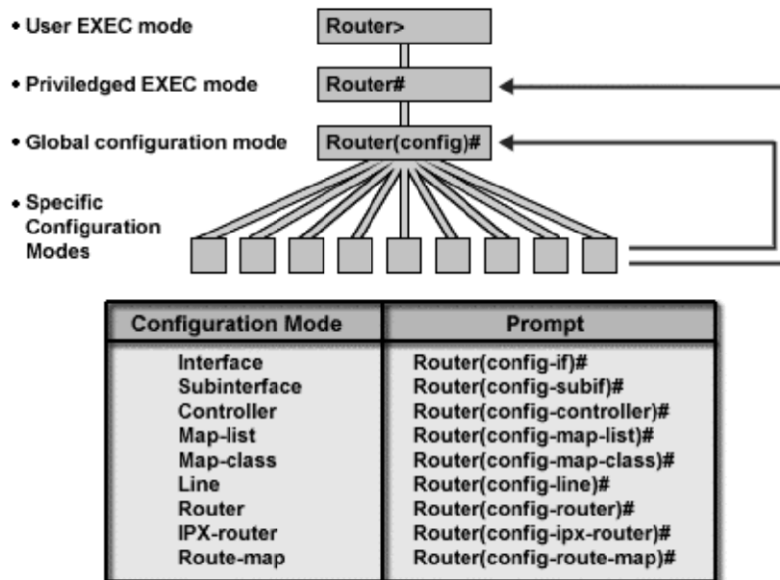 • User EXEC mode Router>
• Priviledged EXEC mode Router#
• Global configuration mode Router(config)#
• Specific
Configuration
Modes
Configuration Mode Prompt
Interface Router(config-if)#
Subinterface Router(config-subif)#
Controller Router(config-controller)#
Map-list Router(config-map-list)#
Map-class Router(config-map-class)#
Line Router(config-line)#
Router Router(config-router)#
IPX-router Router(config-ipx-router)#
Route-map Router(config-route-map)#